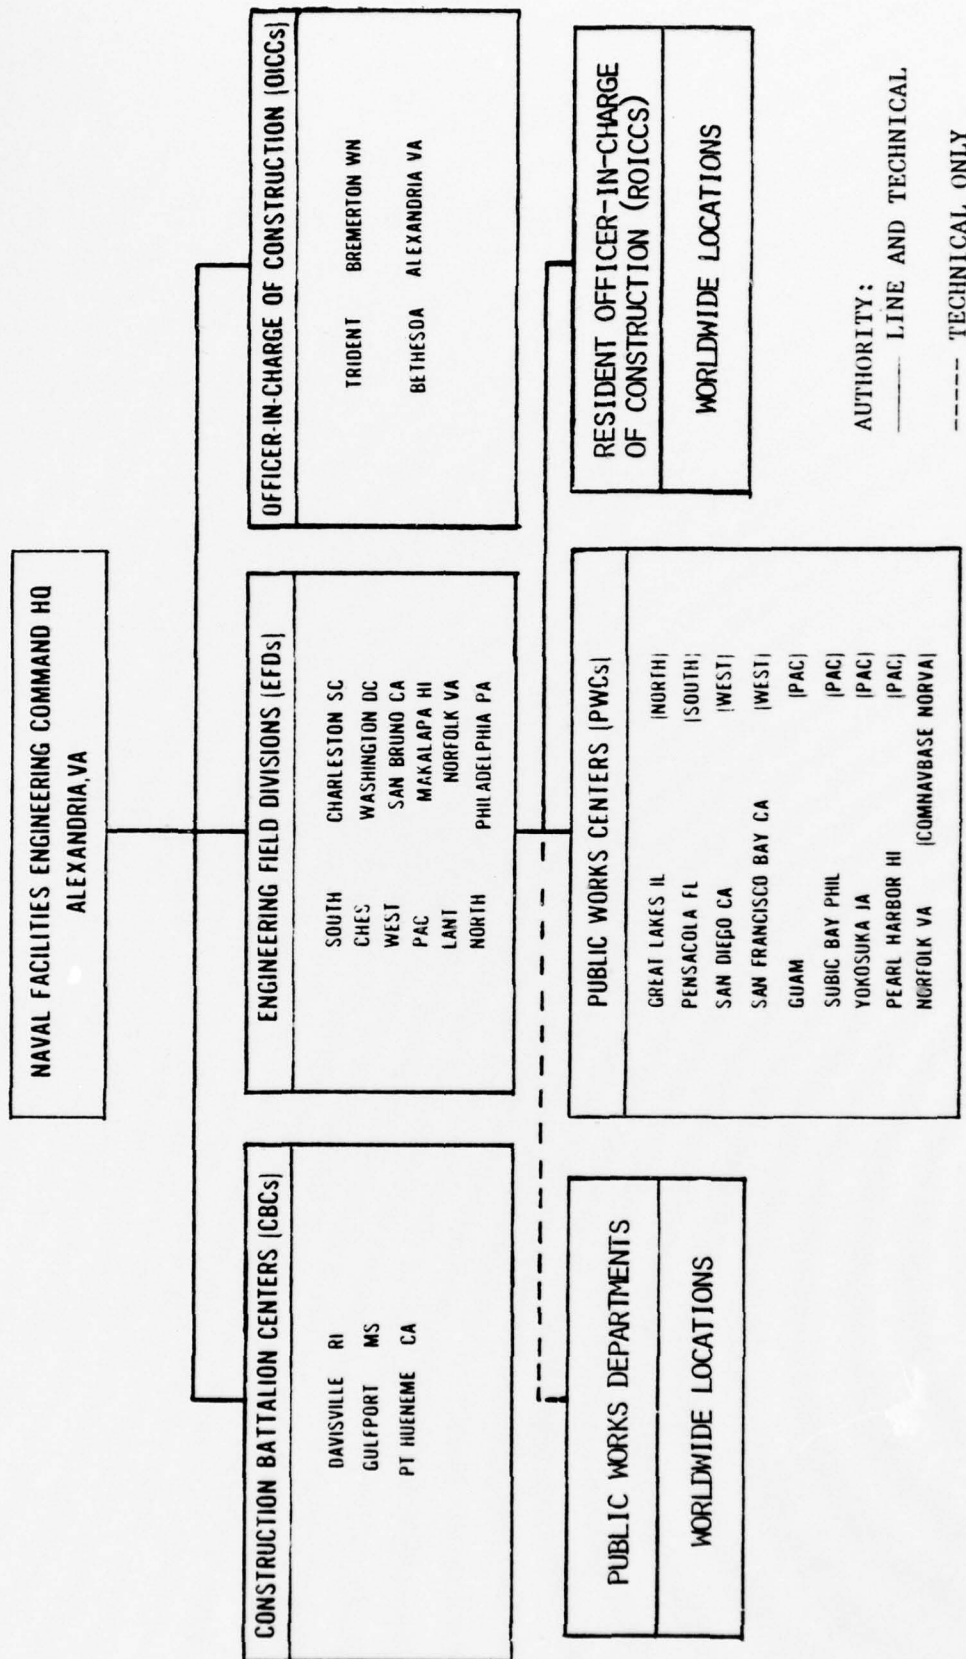 NAVAL FACILITIES ENGINEERING COMMAND HQ
ALEXANDRIA, VA
CONSTRUCTION BATTALION CENTERS (CBCs)
DAVISVILLE RI
GULFPORT MS
PT HUENEME CA
ENGINEERING FIELD DIVISIONS (EFDs)
SOUTH CHARLESTON SC
CHES WASHINGTON DC
WEST SAN BRUNO CA
PAC MAKALAPA HI
LANT NORFOLK VA
NORTH PHILADELPHIA PA
OFFICER-IN-CHARGE OF CONSTRUCTION (OICCs)
TRIDENT BREMERTON WN
BETHESDA ALEXANDRIA VA
PUBLIC WORKS DEPARTMENTS
WORLDWIDE LOCATIONS
PUBLIC WORKS CENTERS (PWCs)
GREAT LAKES IL (NORTH)
PENSACOLA FL (SOUTH)
SAN DIEGO CA (WEST)
SAN FRANCISCO BAY CA (WEST)
GUAM (PAC)
SUBIC BAY PHIL (PAC)
YOKOSUKA JA (PAC)
PEARL HARBOR HI (PAC)
NORFOLK VA (COMNAVBASE NORVA)
RESIDENT OFFICER-IN-CHARGE
OF CONSTRUCTION (ROICCS)
WORLDWIDE LOCATIONS
AUTHORITY:
——— LINE AND TECHNICAL
----- TECHNICAL ONLY